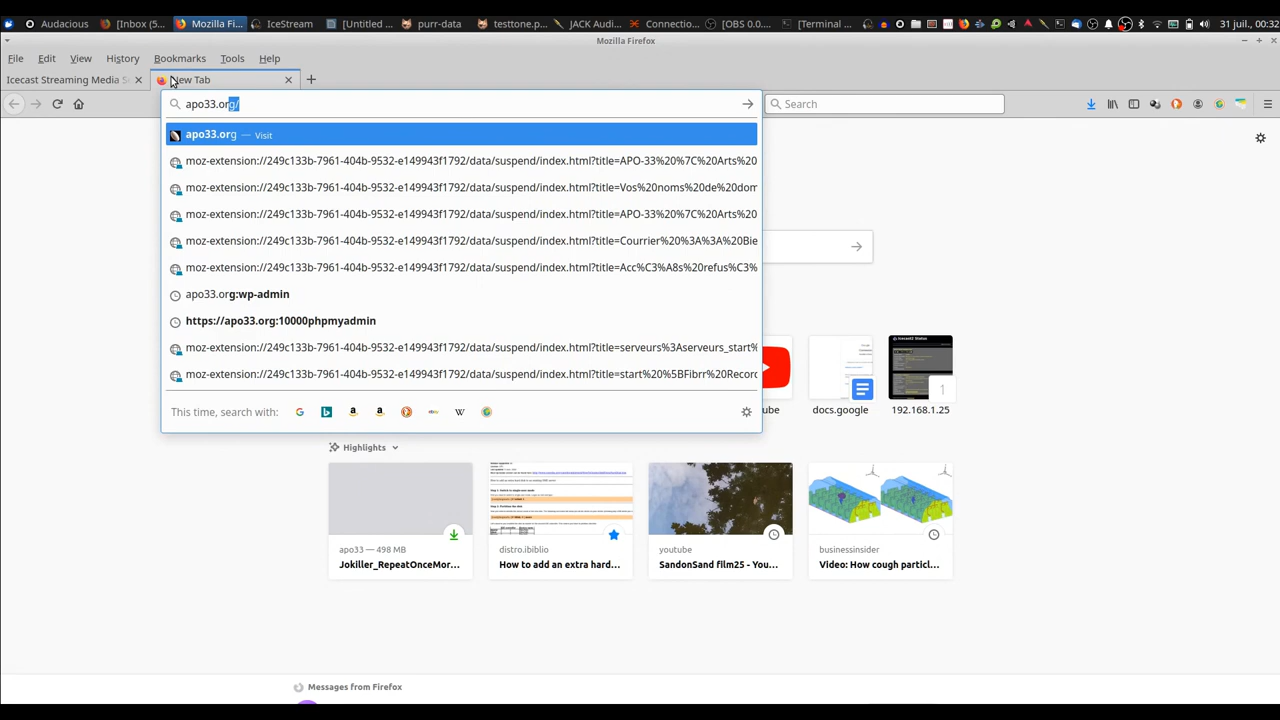 Audacious
[Inbox (5...
Mozilla Fi...
IceStream
[Untitled ...
purr-data
testtone.p...
JACK Audi...
Connectio...
[OBS 0.0....
[Terminal ...
31 juil., 00:32
Mozilla Firefox
File Edit View History Bookmarks Tools Help
Icecast Streaming Media S
New Tab
apo33.org/
Search
apo33.org — Visit
moz-extension://249c133b-7961-404b-9532-e149943f1792/data/suspend/index.html?title=APO-33%20%7C%20Arts%20
moz-extension://249c133b-7961-404b-9532-e149943f1792/data/suspend/index.html?title=Vos%20noms%20de%20dom
moz-extension://249c133b-7961-404b-9532-e149943f1792/data/suspend/index.html?title=APO-33%20%7C%20Arts%20
moz-extension://249c133b-7961-404b-9532-e149943f1792/data/suspend/index.html?title=Courrier%20%3A%3A%20Bie
moz-extension://249c133b-7961-404b-9532-e149943f1792/data/suspend/index.html?title=Acc%C3%A8s%20refus%C3%
apo33.org:wp-admin
https://apo33.org:10000phpmyadmin
moz-extension://249c133b-7961-404b-9532-e149943f1792/data/suspend/index.html?title=serveurs%3Aserveurs_start%
moz-extension://249c133b-7961-404b-9532-e149943f1792/data/suspend/index.html?title=start%20%5BFibrr%20Recor
This time, search with:
ube
docs.google
1
192.168.1.25
Highlights
apo33 — 498 MB
Jokiller_RepeatOnceMor...
distro.ibiblio
How to add an extra hard...
youtube
SandonSand film25 - You...
businessinsider
Video: How cough particl...
Messages from Firefox